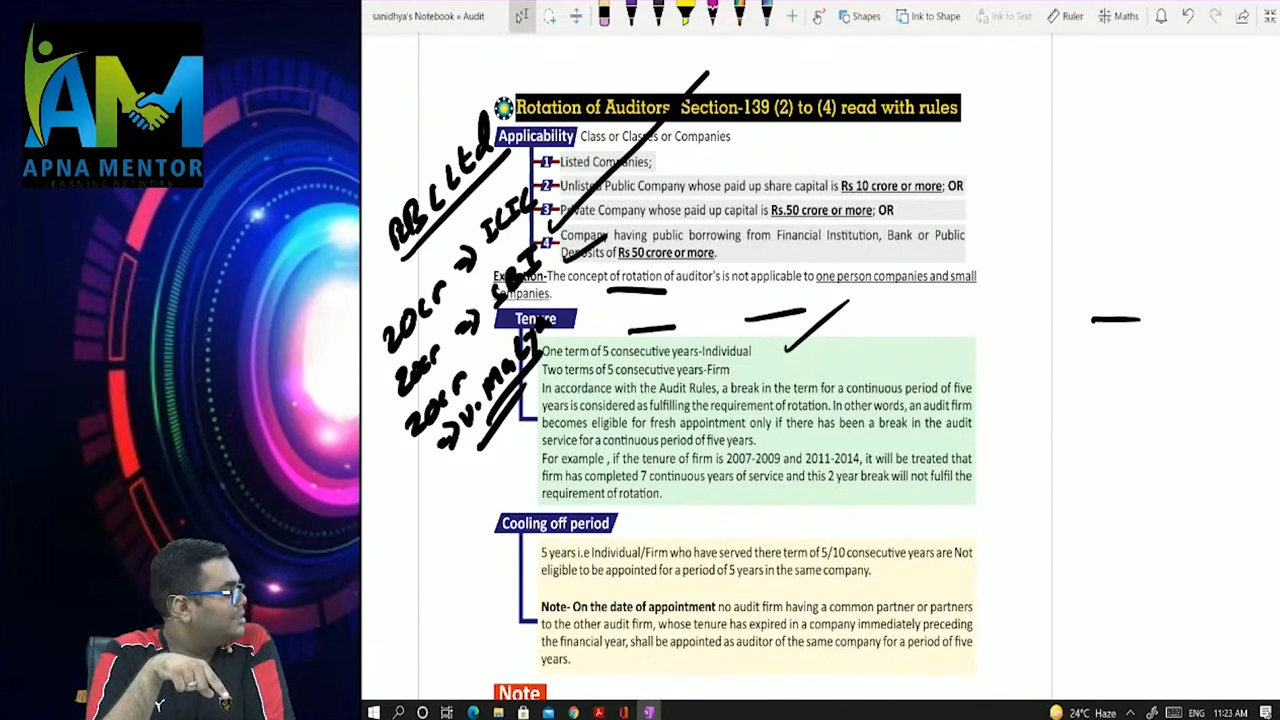 sanidhya's Notebook » Audit
Shapes
Ink to Shape
Ink to Text
Ruler
Maths
AM
APNA MENTOR
LEARNING NETWORK
Rotation of Auditors Section-139 (2) to (4) read with rules
Applicability Class or Classes or Companies
1 Listed Companies;
2 Unlisted Public Company whose paid up share capital is Rs 10 crore or more; OR
3 Private Company whose paid up capital is Rs.50 crore or more; OR
4 Company having public borrowing from Financial Institution, Bank or Public
Deposits of Rs 50 crore or more.
Exception-The concept of rotation of auditor's is not applicable to one person companies and small
Companies.
RBL Ltd
20cr ⇒ ICIC
20cr ⇒ SBI
20cr ⇒ V. Malya
Tenure
One term of 5 consecutive years-Individual
Two terms of 5 consecutive years-Firm
In accordance with the Audit Rules, a break in the term for a continuous period of five
years is considered as fulfilling the requirement of rotation. In other words, an audit firm
becomes eligible for fresh appointment only if there has been a break in the audit
service for a continuous period of five years.
For example , if the tenure of firm is 2007-2009 and 2011-2014, it will be treated that
firm has completed 7 continuous years of service and this 2 year break will not fulfil the
requirement of rotation.
Cooling off period
5 years i.e Individual/Firm who have served there term of 5/10 consecutive years are Not
eligible to be appointed for a period of 5 years in the same company.
Note- On the date of appointment no audit firm having a common partner or partners
to the other audit firm, whose tenure has expired in a company immediately preceding
the financial year, shall be appointed as auditor of the same company for a period of five
years.
Note
24°C Haze
ENG
11:23 AM